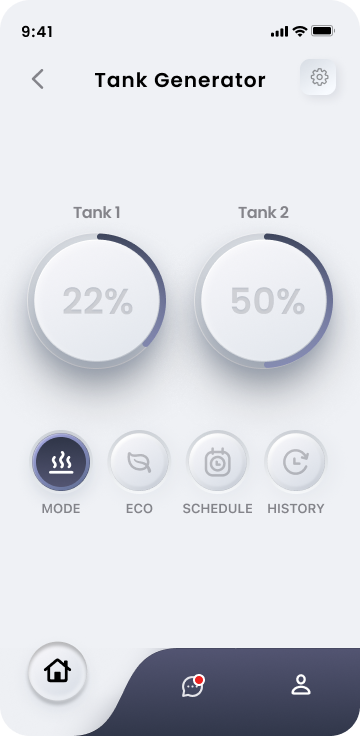 9:41
Tank Generator
Tank 1
Tank 2
22%
50%
MODE
ECO
SCHEDULE
HISTORY